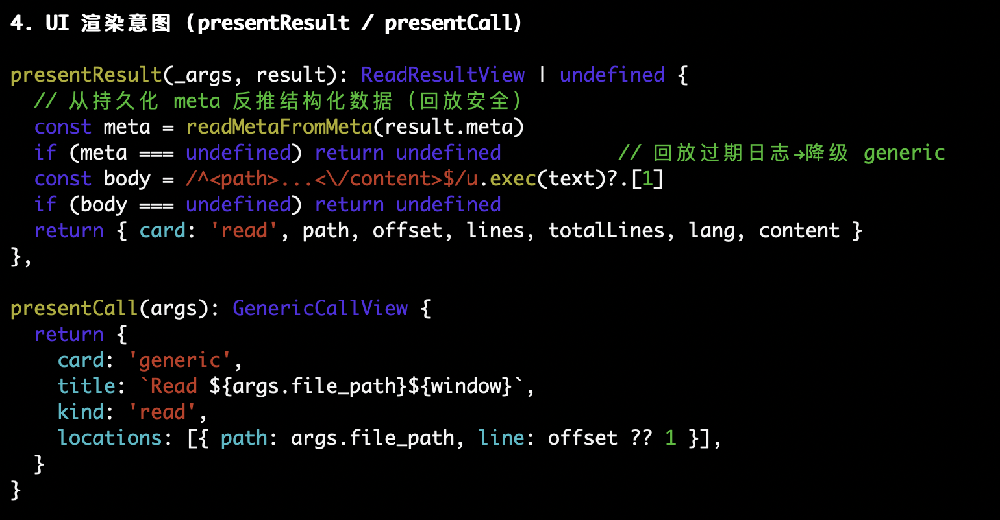 4. UI 渲染意图 (presentResult / presentCall)
presentResult(_args, result): ReadResultView | undefined {
  // 从持久化 meta 反推结构化数据（回放安全）
  const meta = readMetaFromMeta(result.meta)
  if (meta === undefined) return undefined          // 回放过期日志→降级 generic
  const body = /^<path>...<\/content>$/u.exec(text)?.[1]
  if (body === undefined) return undefined
  return { card: 'read', path, offset, lines, totalLines, lang, content }
},
presentCall(args): GenericCallView {
  return {
    card: 'generic',
    title: `Read ${args.file_path}${window}`,
    kind: 'read',
    locations: [{ path: args.file_path, line: offset ?? 1 }],
  }
}